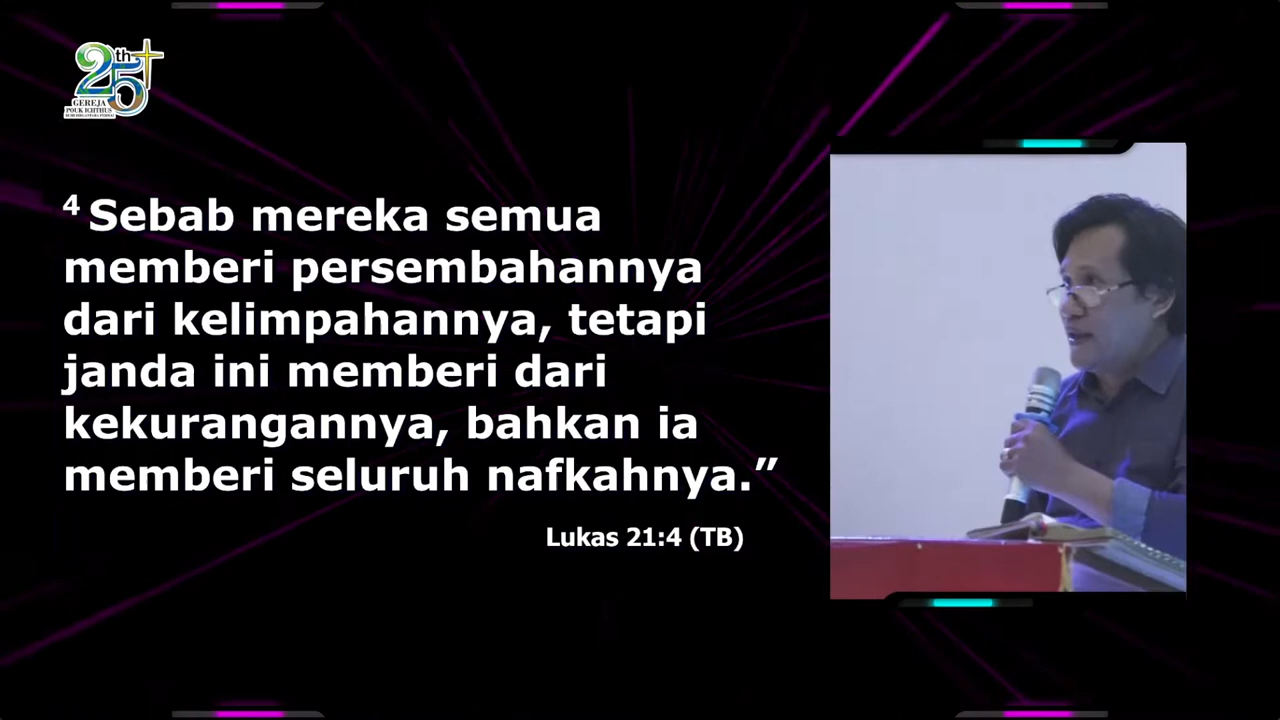 25th
GEREJA
POUK ICHTHUS
⁴ Sebab mereka semua
memberi persembahannya
dari kelimpahannya, tetapi
janda ini memberi dari
kekurangannya, bahkan ia
memberi seluruh nafkahnya.”
Lukas 21:4 (TB)